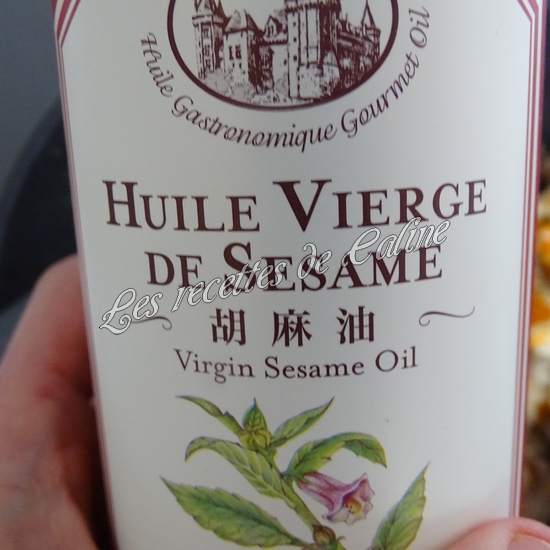 Huile Gastronomique Gourmet Oil
HUILE VIERGE
DE SESAME
Les recettes de Caline
胡麻油
Virgin Sesame Oil